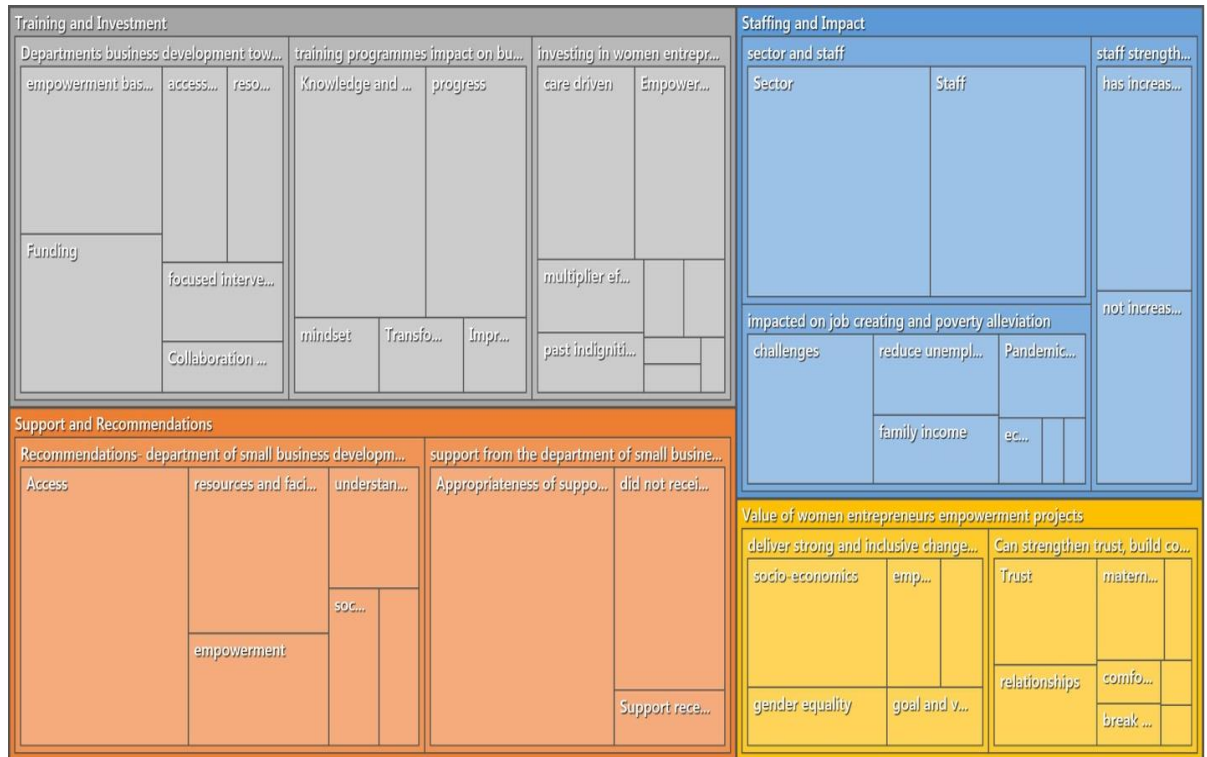 Training and Investment
Departments business development tow...
empowerment bas...
access...
reso...
Funding
focused interve...
Collaboration ...
training programmes impact on bu...
Knowledge and ...
progress
mindset
Transfo...
Impr...
investing in women entrepr...
care driven
Empower...
multiplier ef...
past indigniti...
Staffing and Impact
sector and staff
Sector
Staff
staff strength...
has increas...
not increas...
impacted on job creating and poverty alleviation
challenges
reduce unempl...
Pandemic...
family income
ec...
Support and Recommendations
Recommendations- department of small business developm...
Access
resources and faci...
understan...
soc...
empowerment
support from the department of small busine...
Appropriateness of suppo...
did not recei...
Support rece...
Value of women entrepreneurs empowerment projects
deliver strong and inclusive change...
socio-economics
emp...
gender equality
goal and v...
Can strengthen trust, build co...
Trust
matern...
relationships
comfo...
break ...